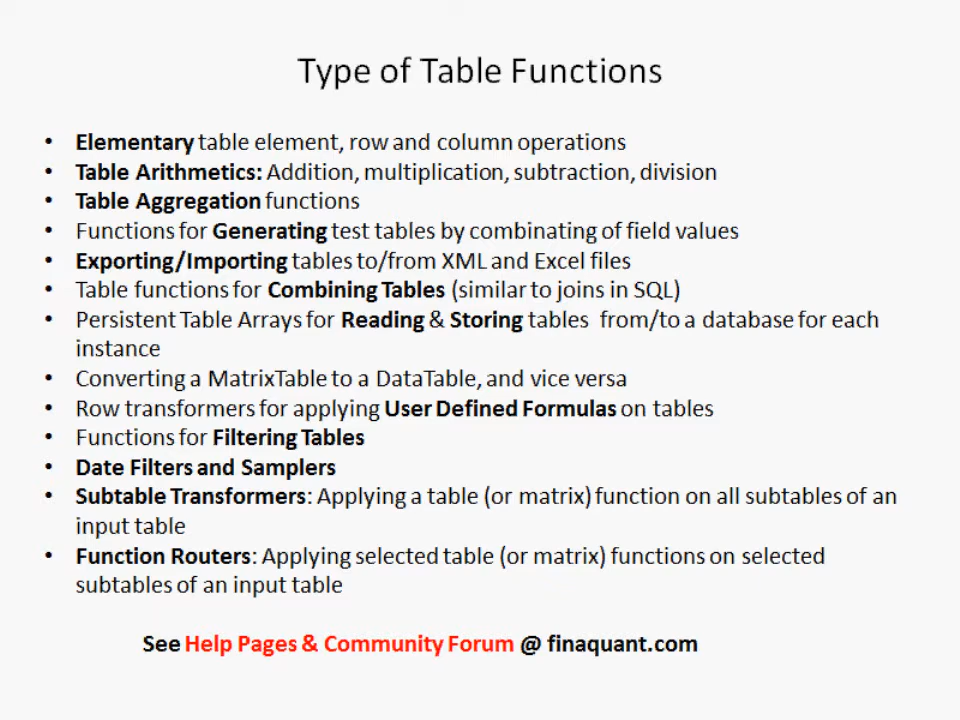 Type of Table Functions
• Elementary table element, row and column operations
• Table Arithmetics: Addition, multiplication, subtraction, division
• Table Aggregation functions
• Functions for Generating test tables by combinating of field values
• Exporting/Importing tables to/from XML and Excel files
• Table functions for Combining Tables (similar to joins in SQL)
• Persistent Table Arrays for Reading & Storing tables from/to a database for each
instance
• Converting a MatrixTable to a DataTable, and vice versa
• Row transformers for applying User Defined Formulas on tables
• Functions for Filtering Tables
• Date Filters and Samplers
• Subtable Transformers: Applying a table (or matrix) function on all subtables of an
input table
• Function Routers: Applying selected table (or matrix) functions on selected
subtables of an input table
See Help Pages & Community Forum @ finaquant.com